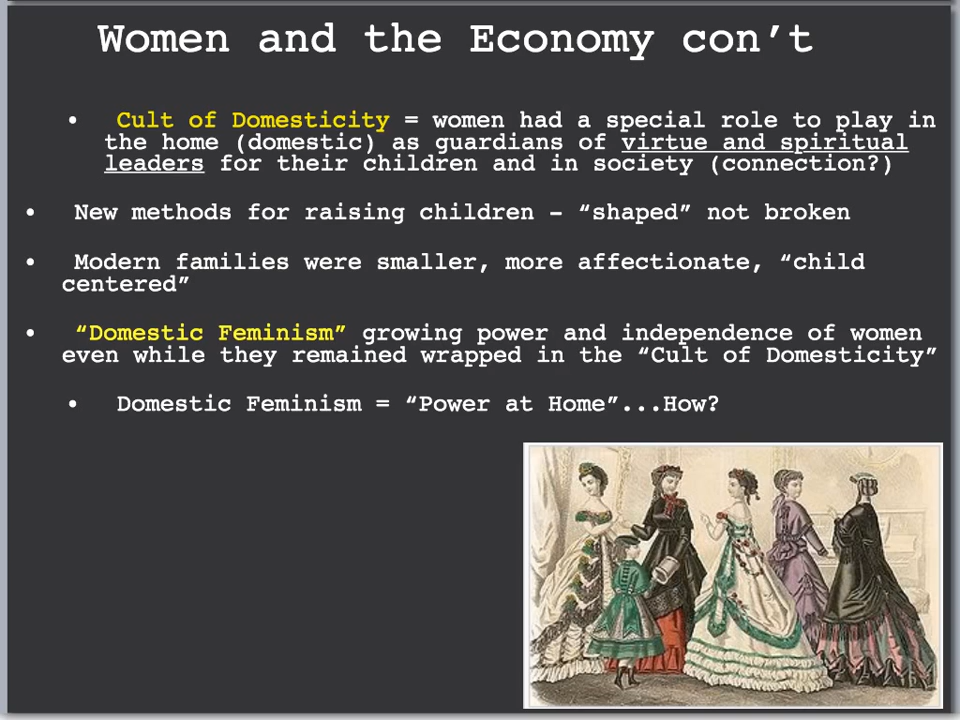 Women and the Economy con’t
• Cult of Domesticity = women had a special role to play in
the home (domestic) as guardians of virtue and spiritual
leaders for their children and in society (connection?)
• New methods for raising children – “shaped” not broken
• Modern families were smaller, more affectionate, “child
centered”
• “Domestic Feminism” growing power and independence of women
even while they remained wrapped in the “Cult of Domesticity”
• Domestic Feminism = “Power at Home”...How?